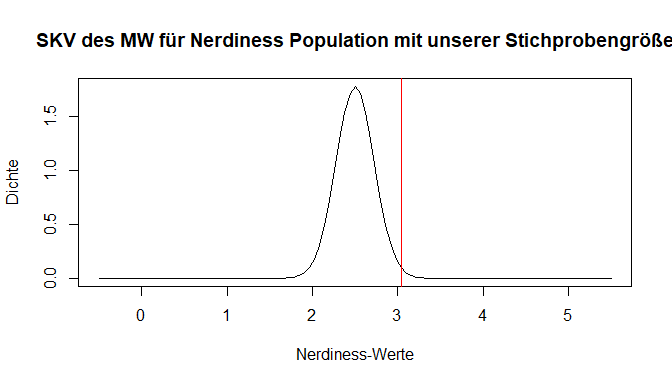 SKV des MW für Nerdiness Population mit unserer Stichprobengröße
Dichte
0.0 0.5 1.0 1.5
0 1 2 3 4 5
Nerdiness-Werte